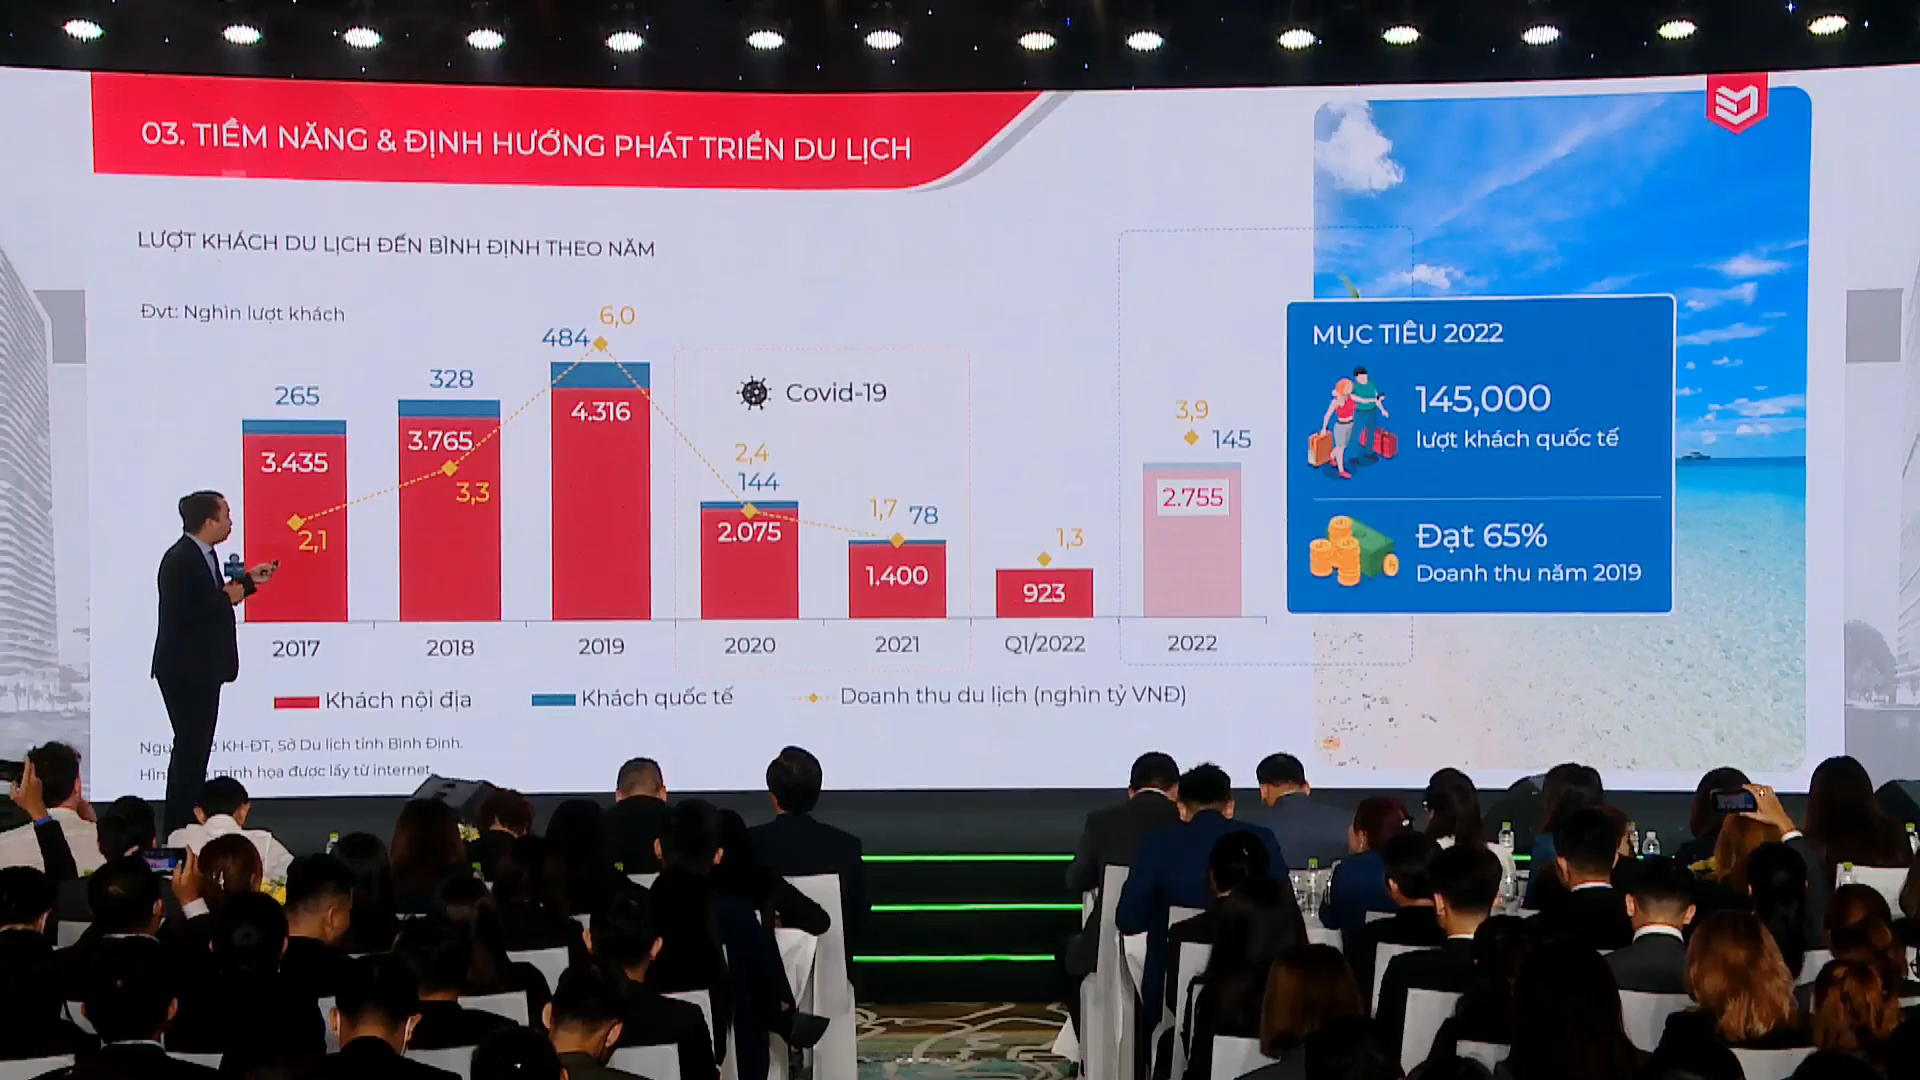 03. TIỀM NĂNG & ĐỊNH HƯỚNG PHÁT TRIỂN DU LỊCH
LƯỢT KHÁCH DU LỊCH ĐẾN BÌNH ĐỊNH THEO NĂM
Đvt: Nghìn lượt khách
265
3.435
2,1
328
3.765
3,3
484
6,0
4.316
Covid-19
2,4
144
2.075
1,7
78
1.400
1,3
923
3,9
145
2.755
2017
2018
2019
2020
2021
Q1/2022
2022
Khách nội địa
Khách quốc tế
Doanh thu du lịch (nghìn tỷ VNĐ)
KH-ĐT, Sở Du lịch tỉnh Bình Định.
minh họa được lấy từ internet.
MỤC TIÊU 2022
145,000
lượt khách quốc tế
Đạt 65%
Doanh thu năm 2019